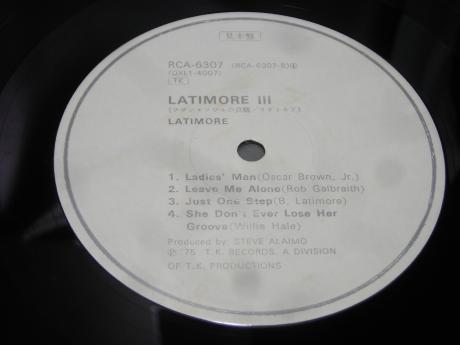 見本盤
RCA-6307 (RCA-6307-B)④
(DXL1-4007)
TK
LATIMORE III
LATIMORE
1. Ladics' Man(Oscar Brown, Jr.)
2. Leave Me Alone(Rob Galbraith)
3. Just One Step(B. Latimore)
4. She Don't Ever Lose Her
Groove(Willie Hale)
Produced by: STEVE ALAIMO
Ⓟ '75 T.K. RECORDS, A DIVISION
OF T.K. PRODUCTIONS